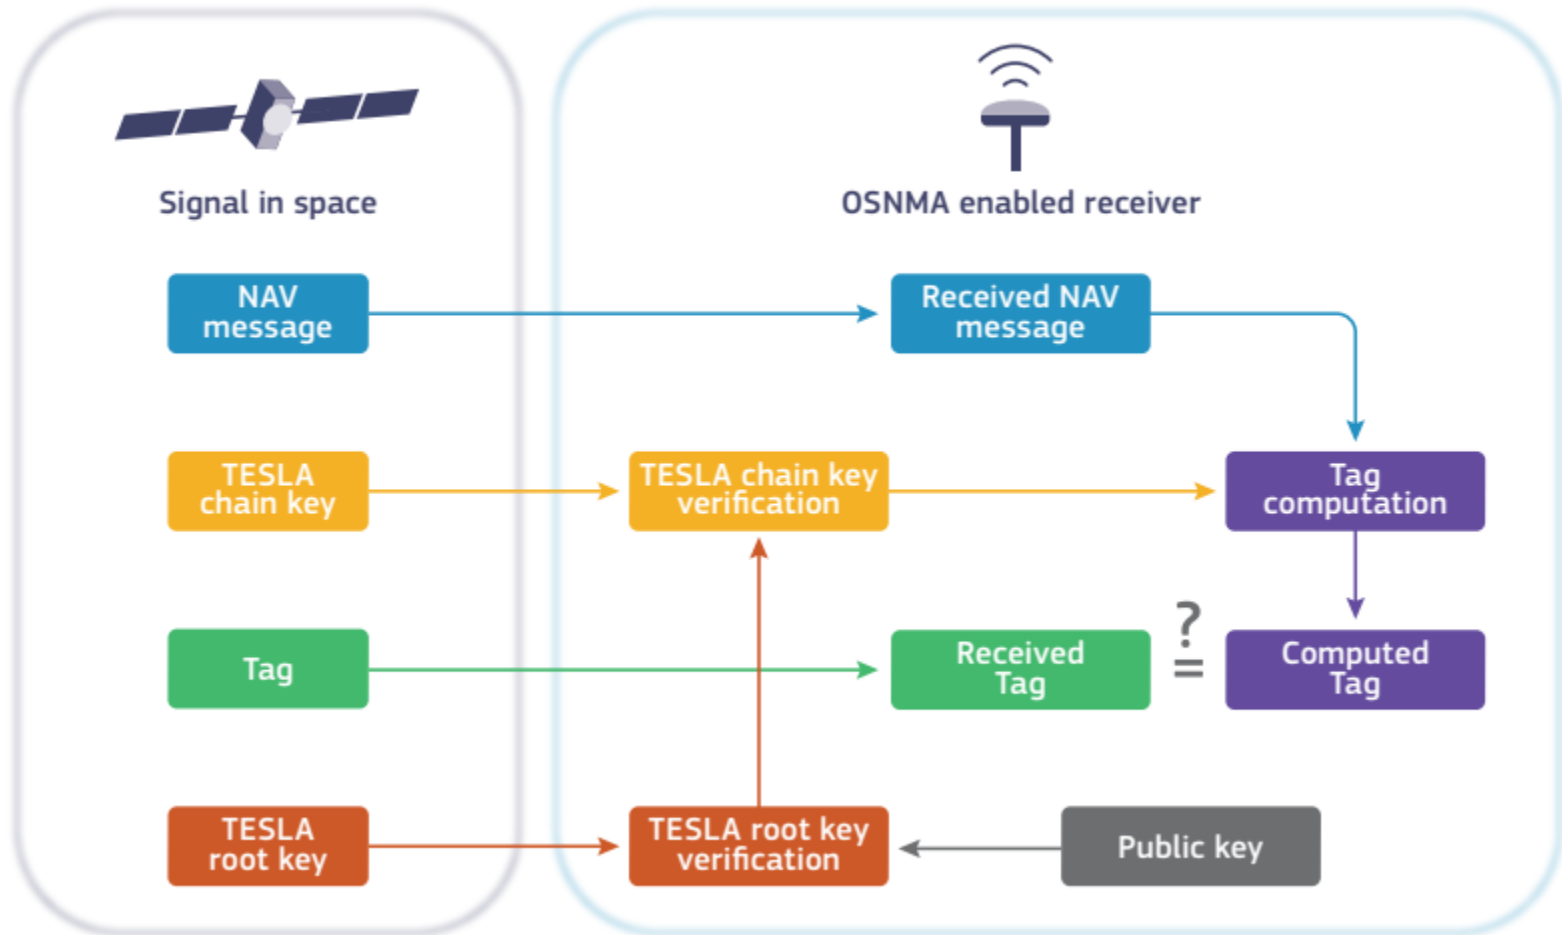 Signal in space
OSNMA enabled receiver
NAV
message
Received NAV
message
TESLA
chain key
TESLA chain key
verification
Tag
computation
Tag
Received
Tag
?
=
Computed
Tag
TESLA
root key
TESLA root key
verification
Public key